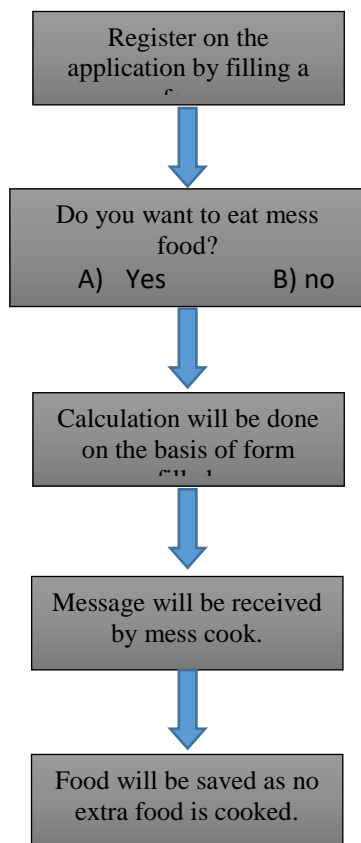 Register on the
application by filling a
Do you want to eat mess
food?
A) Yes B) no
Calculation will be done
on the basis of form
Message will be received
by mess cook.
Food will be saved as no
extra food is cooked.